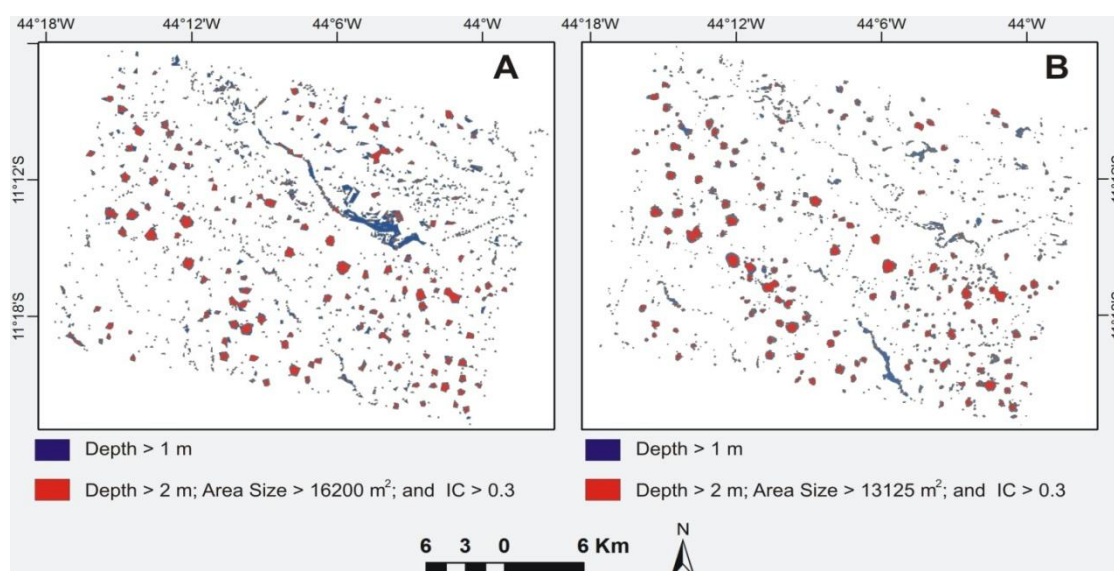 44°18'W 44°12W 44°6'W 44°W 44°18'W 44°12'W 44°6'W 44°W
A B
11°12'S
11°18'S
Depth > 1 m
Depth > 2 m; Area Size > 16200 m²; and IC > 0.3
Depth > 1 m
Depth > 2 m; Area Size > 13125 m²; and IC > 0.3
6 3 0 6 Km
N